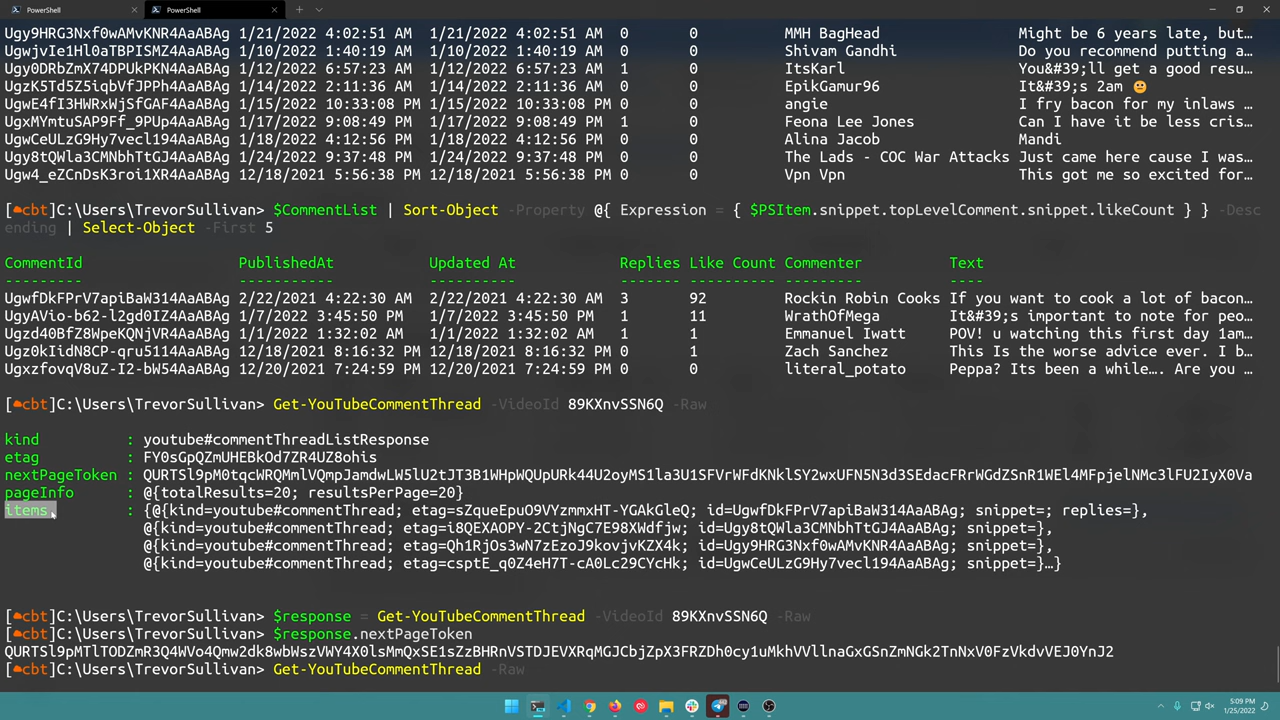 PowerShell
PowerShell
Ugy9HRG3Nxf0wAMvKNR4AaABAg 1/21/2022 4:02:51 AM 1/21/2022 4:02:51 AM 0 0 MMH BagHead Might be 6 years late, but…
UgwjvIe1Hl0aTBPISMZ4AaABAg 1/10/2022 1:40:19 AM 1/10/2022 1:40:19 AM 0 0 Shivam Gandhi Do you recommend putting a…
Ugy0DRbZmX74DPUkPKN4AaABAg 1/12/2022 6:57:23 AM 1/12/2022 6:57:23 AM 1 0 ItsKarl You&#39;ll get a good resu…
UgzK5Td5Z5iqbVfjPWJ4AaABAg 1/14/2022 2:11:36 AM 1/14/2022 2:11:36 AM 0 0 EpikGamur96 It&#39;s 2am 😕
UgwE4fI3HWRxWjSfGAF4AaABAg 1/15/2022 10:33:08 PM 1/15/2022 10:33:08 PM 0 0 angie I fry bacon for my inlaws …
UgxMYmtuSAP9Ff_9PUp4AaABAg 1/17/2022 9:08:49 PM 1/17/2022 9:08:49 PM 1 0 Feona Lee Jones Can I have it be less cris…
UgwCeULzG9Hy7vecl194AaABAg 1/18/2022 4:12:56 PM 1/18/2022 4:12:56 PM 0 0 Alina Jacob Mandi
Ugy8tQWla3CMNbhTtGJ4AaABAg 1/24/2022 9:37:48 PM 1/24/2022 9:37:48 PM 0 0 The Lads - COC War Attacks Just came here cause I was…
Ugw4_eZCnDsK3roi1XR4AaABAg 12/18/2021 5:56:38 PM 12/18/2021 5:56:38 PM 0 0 Vpn Vpn This got me so excited for…
[cbt]C:\Users\TrevorSullivan> $CommentList | Sort-Object -Property @{ Expression = { $PSItem.snippet.topLevelComment.snippet.likeCount } } -Desc
ending | Select-Object -First 5
CommentId PublishedAt Updated At Replies Like Count Commenter Text
--------- ----------- ---------- ------- ---------- --------- ----
UgwfDkFPrV7apiBaW314AaABAg 2/22/2021 4:22:30 AM 2/22/2021 4:22:30 AM 3 92 Rockin Robin Cooks If you want to cook a lot of bacon…
UgyAVio-b62-l2gd0IZ4AaABAg 1/7/2022 3:45:50 PM 1/7/2022 3:45:50 PM 1 11 WrathOfMega It&#39;s important to note for peo…
Ugzd40BfZ8WpeKQNjVR4AaABAg 1/1/2022 1:32:02 AM 1/1/2022 1:32:02 AM 1 1 Emmanuel Iwatt POV! u watching this first day 1am…
Ugz0kIidN8CP-qru5114AaABAg 12/18/2021 8:16:32 PM 12/18/2021 8:16:32 PM 0 1 Zach Sanchez This Is the worse advice ever. I b…
UgxzfovqV8uZ-I2-bW54AaABAg 12/20/2021 7:24:59 PM 12/20/2021 7:24:59 PM 0 0 literal_potato Peppa? Its been a while…. Are you …
[cbt]C:\Users\TrevorSullivan> Get-YouTubeCommentThread -VideoId 89KXnvSSN6Q -Raw
kind : youtube#commentThreadListResponse
etag : FY0sGpQZmUHEBkOd7ZR4UZ8ohis
nextPageToken : QURTSl9pM0tqcWRQMmlVQmpJamdwLW5lU2tJT3B1WHpWQUpURk44U2oyMS1la3U1SFVrWFdKNklSY2wxUFN5N3d3SEdacFRrWGdZSnR1WEl4MFpjelNMc3lFU2IyX0Va
pageInfo : @{totalResults=20; resultsPerPage=20}
items : {@{kind=youtube#commentThread; etag=sZqueEpuO9VYzmmxHT-YGAkGleQ; id=UgwfDkFPrV7apiBaW314AaABAg; snippet=; replies=},
@{kind=youtube#commentThread; etag=i8QEXAOPY-2CtjNgC7E98XWdfjw; id=Ugy8tQWla3CMNbhTtGJ4AaABAg; snippet=},
@{kind=youtube#commentThread; etag=Qh1RjOs3wN7zEzoJ9kovjvKZX4k; id=Ugy9HRG3Nxf0wAMvKNR4AaABAg; snippet=},
@{kind=youtube#commentThread; etag=csptE_q0Z4eH7T-cA0Lc29CYcHk; id=UgwCeULzG9Hy7vecl194AaABAg; snippet=}…}
[cbt]C:\Users\TrevorSullivan> $response = Get-YouTubeCommentThread -VideoId 89KXnvSSN6Q -Raw
[cbt]C:\Users\TrevorSullivan> $response.nextPageToken
QURTSl9pMTlTODZmR3Q4WVo4Qmw2dk8wbWszVWY4X0lsMmQxSE1sZzBHRnVSTDJEVXRqMGJCbjZpX3FRZDh0cy1uMkhVVllnaGxGSnZmNGk2TnNxV0FzVkdvVEJ0YnJ2
[cbt]C:\Users\TrevorSullivan> Get-YouTubeCommentThread -Raw
5:09 PM
1/25/2022